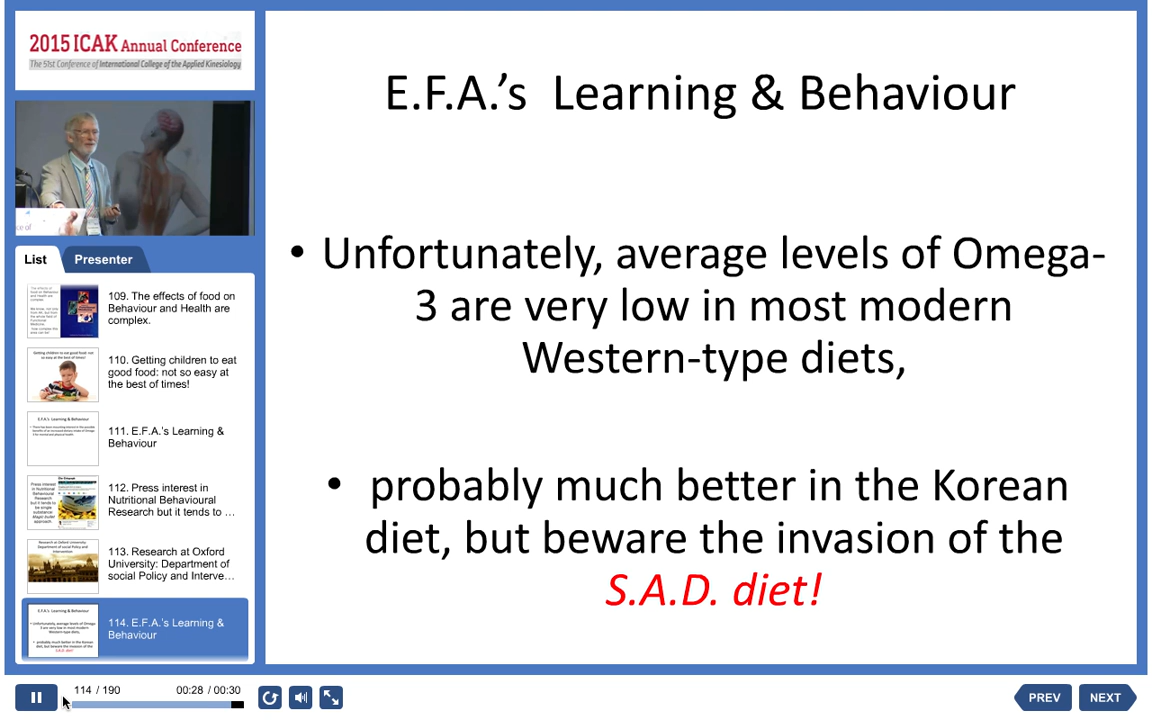 2015 ICAK Annual Conference
The 51st Conference of International College of the Applied Kinesiology
List
Presenter
109. The effects of food on
Behaviour and Health are
complex.
110. Getting children to eat
good food: not so easy at
the best of times!
111. E.F.A.'s Learning &
Behaviour
112. Press interest in
Nutritional Behavioural
Research but it tends to ...
113. Research at Oxford
University: Department of
social Policy and Interve...
114. E.F.A.'s Learning &
Behaviour
E.F.A.'s Learning & Behaviour
• Unfortunately, average levels of Omega-
3 are very low in most modern
Western-type diets,
• probably much better in the Korean
diet, but beware the invasion of the
S.A.D. diet!
114 / 190
00:28 / 00:30
PREV
NEXT